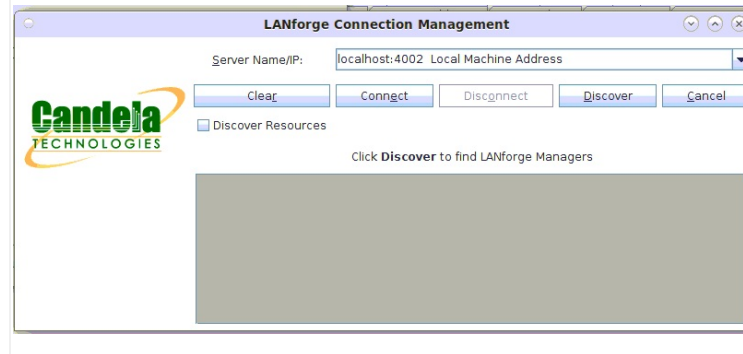 LANforge Connection Management
Server Name/IP: localhost:4002 Local Machine Address
Clear Connect Disconnect Discover Cancel
Candela
TECHNOLOGIES
Discover Resources
Click Discover to find LANforge Managers